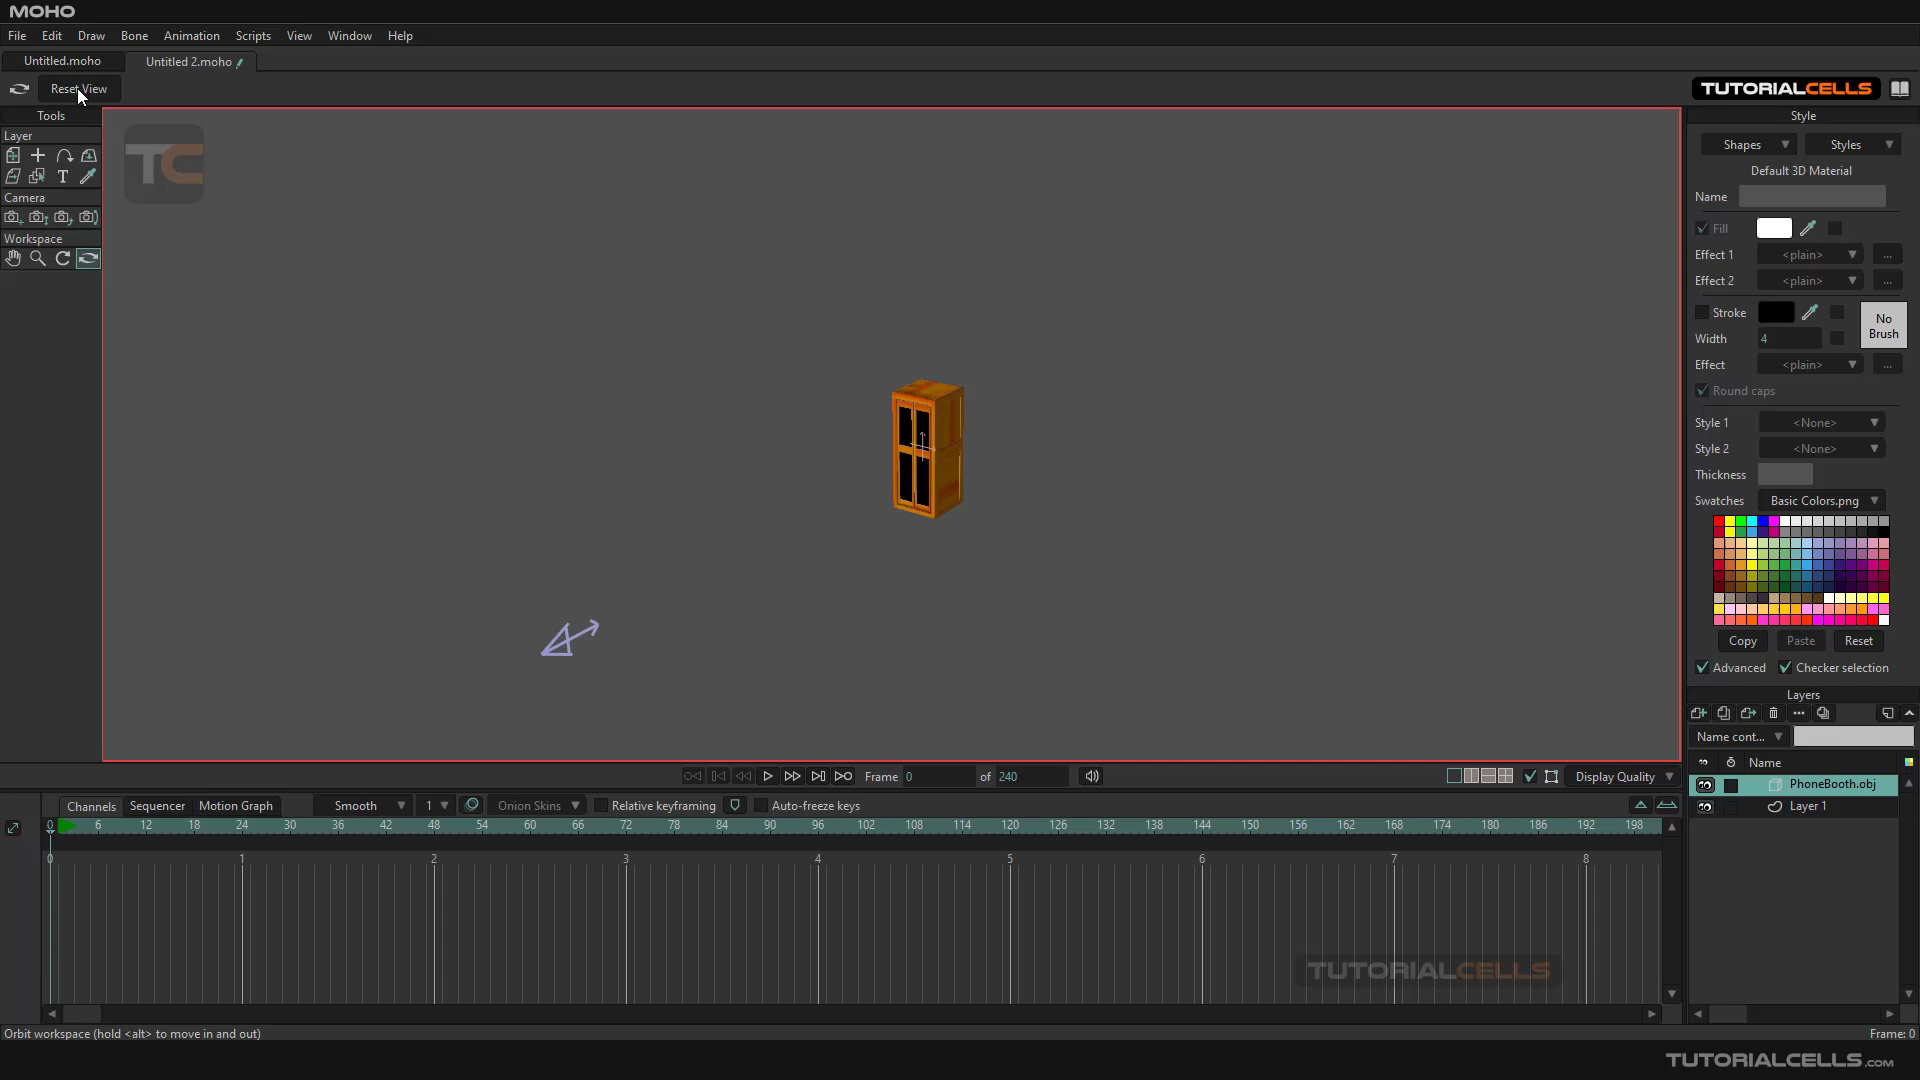 MOHO
File Edit Draw Bone Animation Scripts View Window Help
Untitled.moho Untitled 2.moho
Reset View
TUTORIALCELLS
Tools
Layer
T
Camera
Workspace
TC
Style
Shapes Styles
Default 3D Material
Name
Fill
Effect 1 <plain> ...
Effect 2 <plain> ...
Stroke
No Brush
Width 4
Effect <plain> ...
Round caps
Style 1 <None>
Style 2 <None>
Thickness
Swatches Basic Colors.png
Copy Paste Reset
Advanced Checker selection
Layers
Name cont...
Name
PhoneBooth.obj
Layer 1
Frame 0 of 240
Display Quality
Channels Sequencer Motion Graph Smooth 1 Onion Skins Relative keyframing Auto-freeze keys
0 6 12 18 24 30 36 42 48 54 60 66 72 78 84 90 96 102 108 114 120 126 132 138 144 150 156 162 168 174 180 186 192 198
0 1 2 3 4 5 6 7 8
TUTORIALCELLS
Orbit workspace (hold <alt> to move in and out)
Frame: 0
TUTORIALCELLS.COM